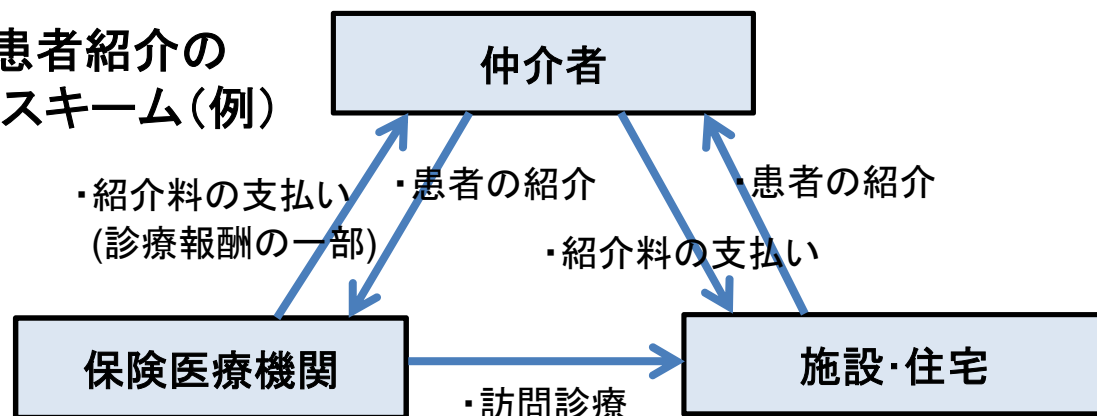 患者紹介の
スキーム(例)
仲介者
・紹介料の支払い
(診療報酬の一部)
・患者の紹介
・患者の紹介
・紹介料の支払い
保険医療機関
施設・住宅
・訪問診療